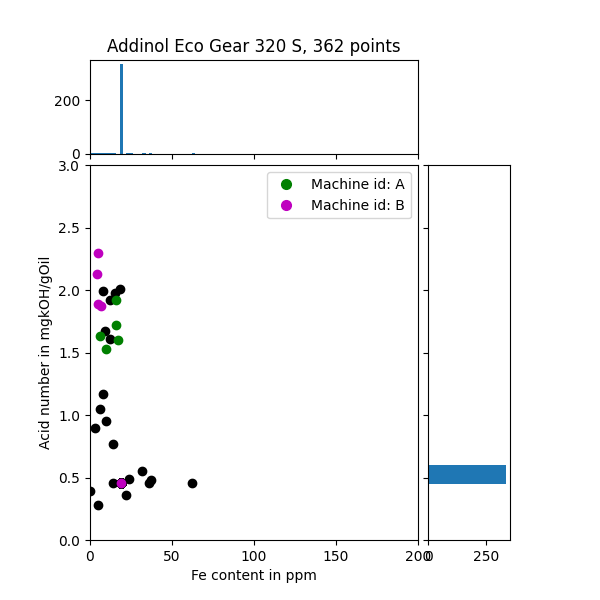 Addinol Eco Gear 320 S, 362 points
200
0
3.0
2.5
2.0
1.5
1.0
0.5
0.0
Acid number in mgkOH/gOil
Machine id: A
Machine id: B
0 50 100 150 200
0 250
Fe content in ppm